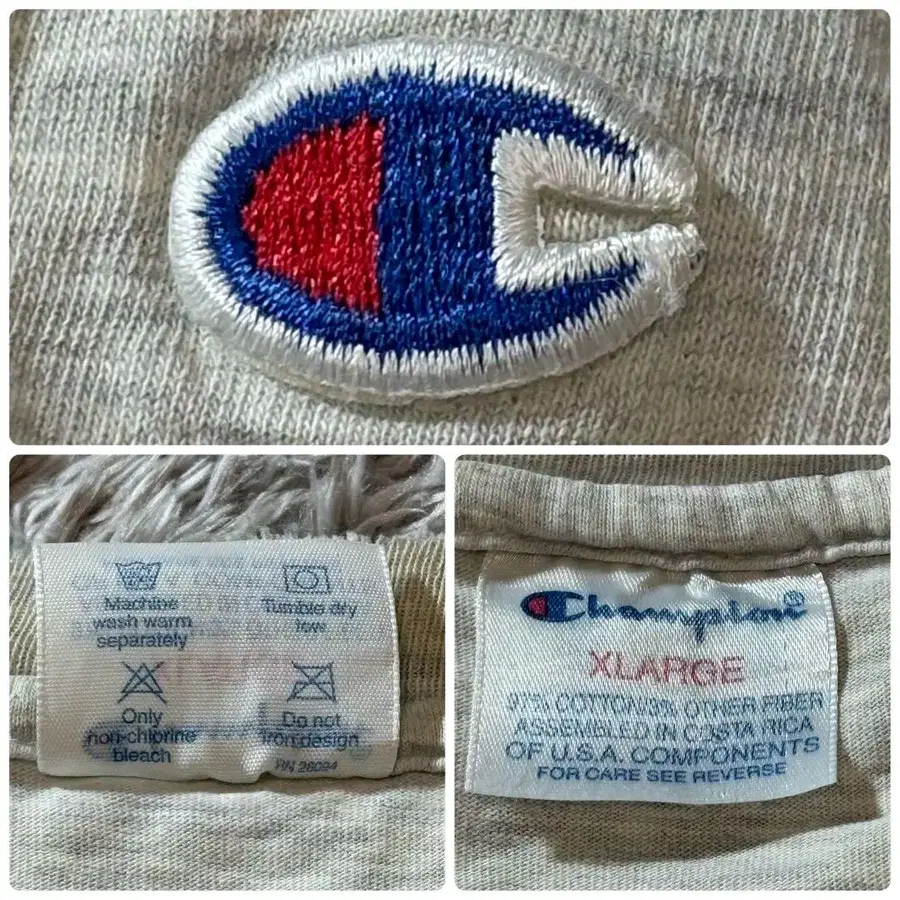 Machine
wash warm
separately
Tumble dry
low
Only
non-chlorine
bleach
Do not
iron design
RN 26094
Champion®
XLARGE
97% COTTON/3% OTHER FIBER
ASSEMBLED IN COSTA RICA
OF U.S.A. COMPONENTS
FOR CARE SEE REVERSE